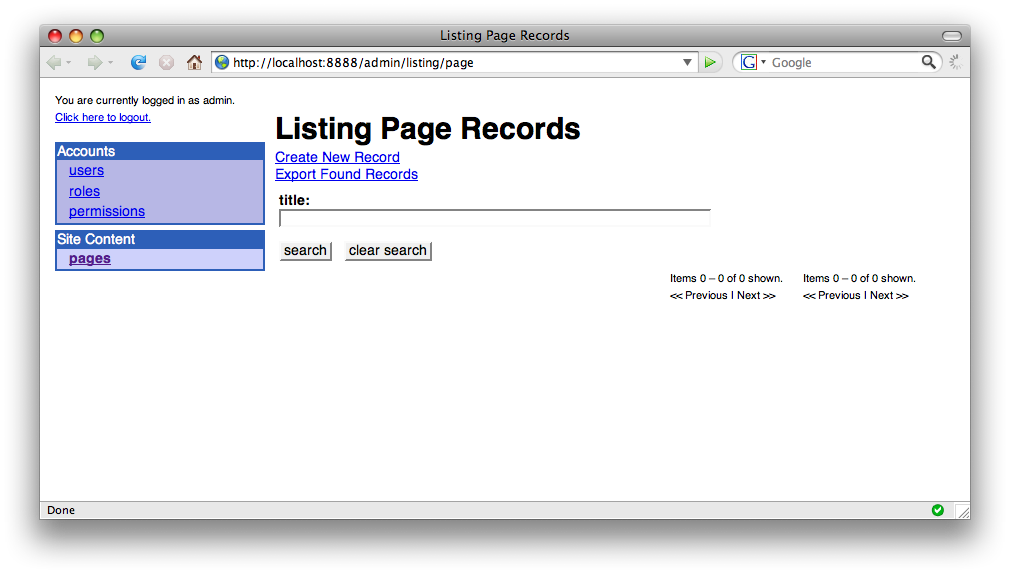 Listing Page Records
http://localhost:8888/admin/listing/page
G
Google
You are currently logged in as admin.
Click here to logout.
Accounts
users
roles
permissions
Site Content
pages
Listing Page Records
Create New Record
Export Found Records
title:
search clear search
Items 0 – 0 of 0 shown. Items 0 – 0 of 0 shown.
<< Previous | Next >> << Previous | Next >>
Done